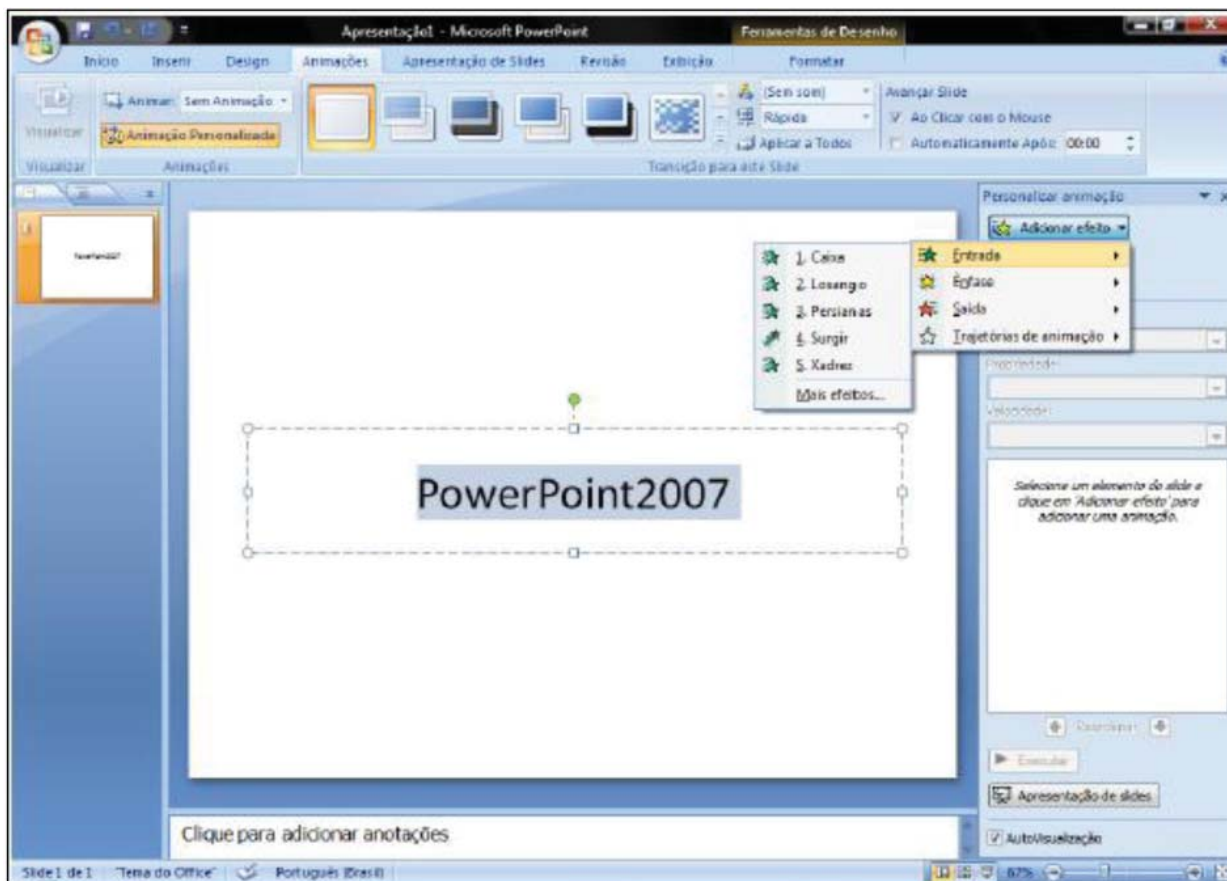 Apresentação1 - Microsoft PowerPoint
Ferramentas de Desenho
Início Inserir Design Animações Apresentação de Slides Revisão Exibição Formatar
Visualizar
Animar: Sem Animação
Animação Personalizada
(Sem som)
Rápida
Aplicar a Todos
Avançar Slide
Ao Clicar com o Mouse
Automaticamente Após: 00:00
Visualizar Animações Transição para este Slide
Personalizar animação
Adicionar efeito
Entrada
Ênfase
Saída
Trajetórias de animação
1. Caixa
2. Losango
3. Persianas
4. Surgir
5. Xadrez
Mais efeitos...
Propriedade:
Velocidade:
Selecione um elemento do slide e
clique em 'Adicionar efeito' para
adicionar uma animação.
PowerPoint2007
PowerPoint2007
Reordenar
Executar
Apresentação de slides
AutoVisualização
Clique para adicionar anotações
Slide 1 de 1 "Tema do Office" Português (Brasil) 67%